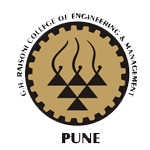 G.H. RAISONI COLLEGE OF ENGINEERING & MANAGEMENT
PUNE